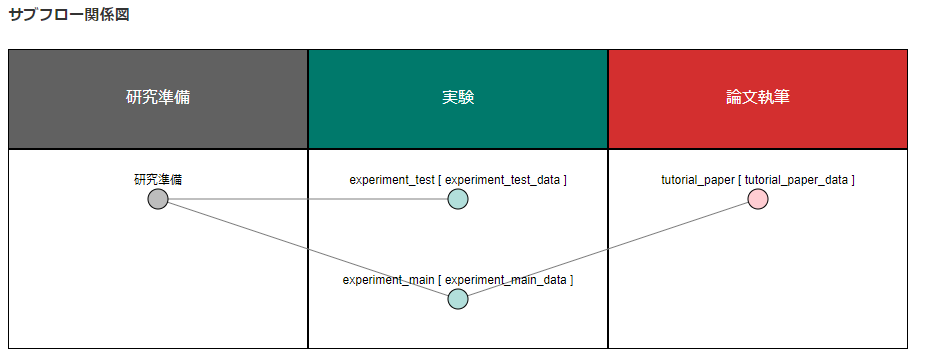 サブフロー関係図
研究準備
実験
論文執筆
研究準備
experiment_test [ experiment_test_data ]
tutorial_paper [ tutorial_paper_data ]
experiment_main [ experiment_main_data ]